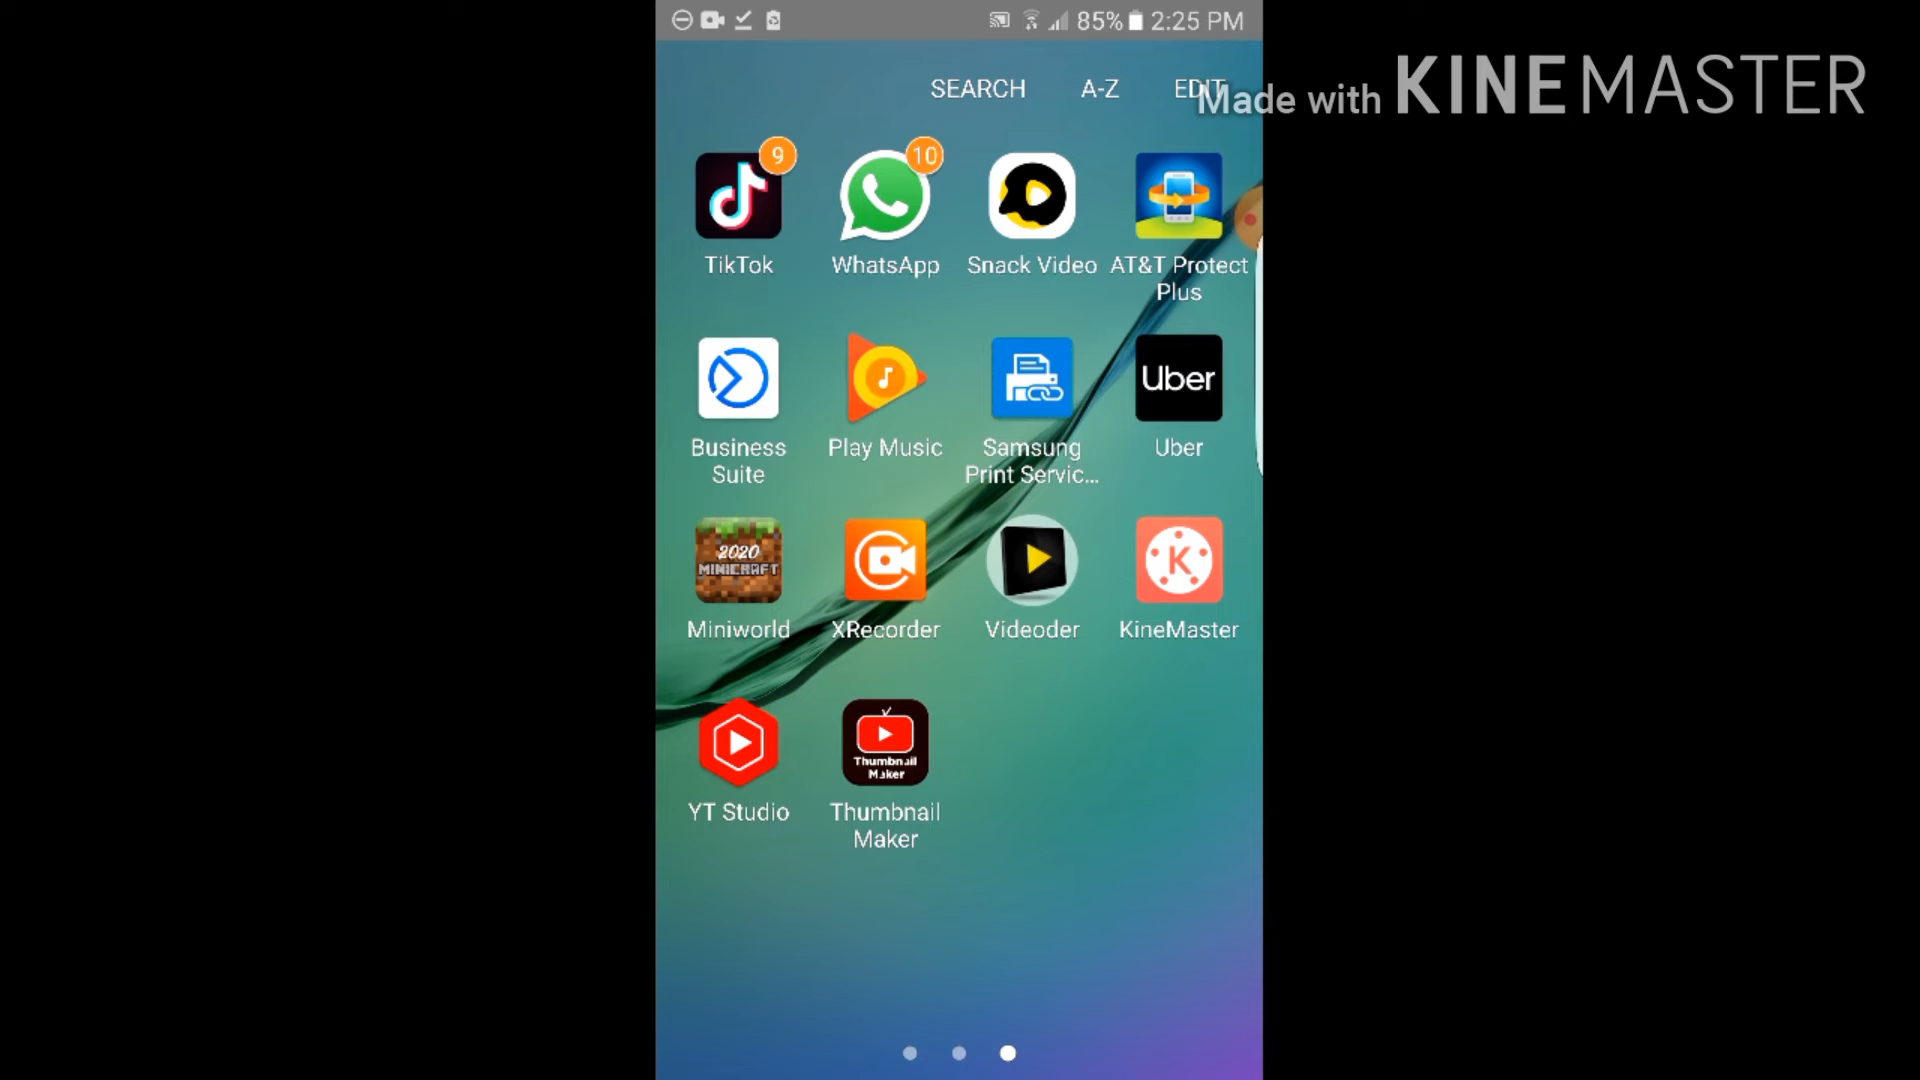 85% 2:25 PM
SEARCH A-Z EDIT
Made with KINEMASTER
9 10
TikTok WhatsApp Snack Video AT&T Protect
Plus
Uber
Business Play Music Samsung Uber
Suite Print Servic...
2020
MINICRAFT
K
Miniworld XRecorder Videoder KineMaster
Thumbnail
Maker
YT Studio Thumbnail
Maker